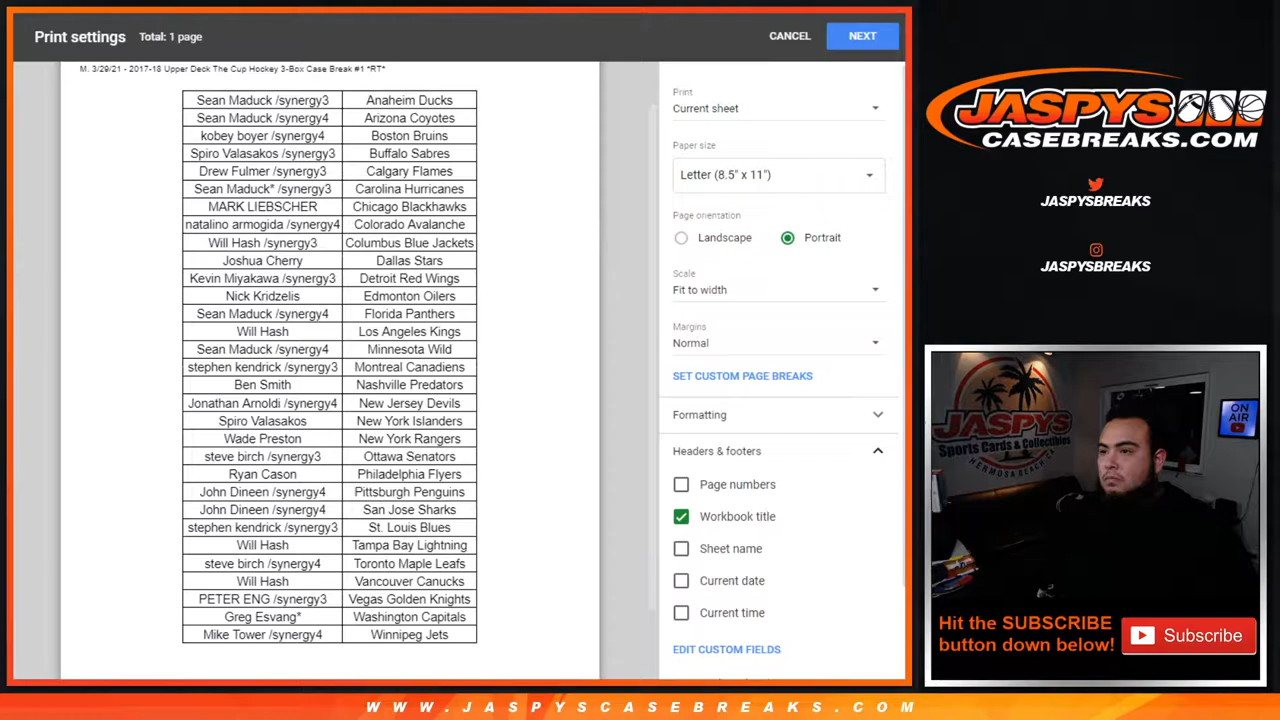 Print settings Total: 1 page CANCEL NEXT
M. 3/29/21 - 2017-18 Upper Deck The Cup Hockey 3-Box Case Break #1 *RT*
Sean Maduck /synergy3 Anaheim Ducks
Sean Maduck /synergy4 Arizona Coyotes
kobey boyer /synergy4 Boston Bruins
Spiro Valasakos /synergy3 Buffalo Sabres
Drew Fulmer /synergy3 Calgary Flames
Sean Maduck* /synergy3 Carolina Hurricanes
MARK LIEBSCHER Chicago Blackhawks
natalino armogida /synergy4 Colorado Avalanche
Will Hash /synergy3 Columbus Blue Jackets
Joshua Cherry Dallas Stars
Kevin Miyakawa /synergy3 Detroit Red Wings
Nick Kridzelis Edmonton Oilers
Sean Maduck /synergy4 Florida Panthers
Will Hash Los Angeles Kings
Sean Maduck /synergy4 Minnesota Wild
stephen kendrick /synergy3 Montreal Canadiens
Ben Smith Nashville Predators
Jonathan Arnoldi /synergy4 New Jersey Devils
Spiro Valasakos New York Islanders
Wade Preston New York Rangers
steve birch /synergy3 Ottawa Senators
Ryan Cason Philadelphia Flyers
John Dineen /synergy4 Pittsburgh Penguins
John Dineen /synergy4 San Jose Sharks
stephen kendrick /synergy3 St. Louis Blues
Will Hash Tampa Bay Lightning
steve birch /synergy4 Toronto Maple Leafs
Will Hash Vancouver Canucks
PETER ENG /synergy3 Vegas Golden Knights
Greg Esvang* Washington Capitals
Mike Tower /synergy4 Winnipeg Jets
Print
Current sheet
Paper size
Letter (8.5" x 11")
Page orientation
Landscape Portrait
Scale
Fit to width
Margins
Normal
SET CUSTOM PAGE BREAKS
Formatting
Headers & footers
Page numbers
Workbook title
Sheet name
Current date
Current time
EDIT CUSTOM FIELDS
JASPYS
CASEBREAKS.COM
JASPYSBREAKS
JASPYSBREAKS
JASPYS
Sports Cards & Collectibles
HERMOSA BEACH
ON
AIR
Hit the SUBSCRIBE
button down below!
Subscribe
WWW.JASPYSCASEBREAKS.COM